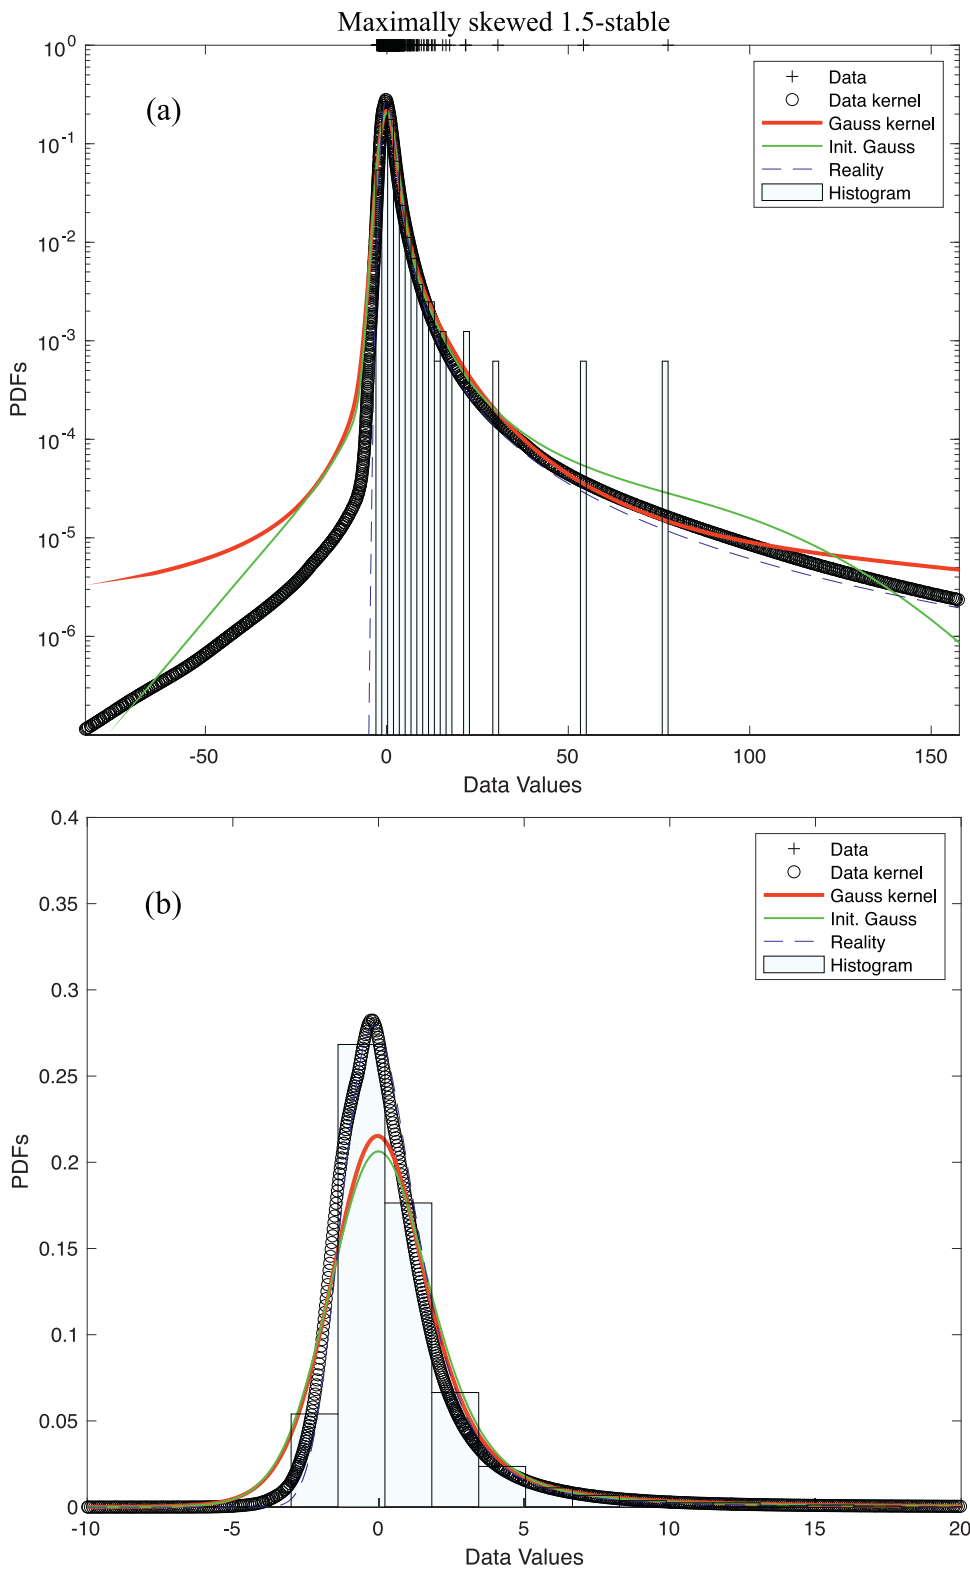 Maximally skewed 1.5-stable
(a)
Data
Data kernel
Gauss kernel
Init. Gauss
Reality
Histogram
10^0
10^-1
10^-2
10^-3
10^-4
10^-5
10^-6
PDFs
-50
0
50
100
150
Data Values
(b)
Data
Data kernel
Gauss kernel
Init. Gauss
Reality
Histogram
0.4
0.35
0.3
0.25
0.2
0.15
0.1
0.05
0
PDFs
-10
-5
0
5
10
15
20
Data Values